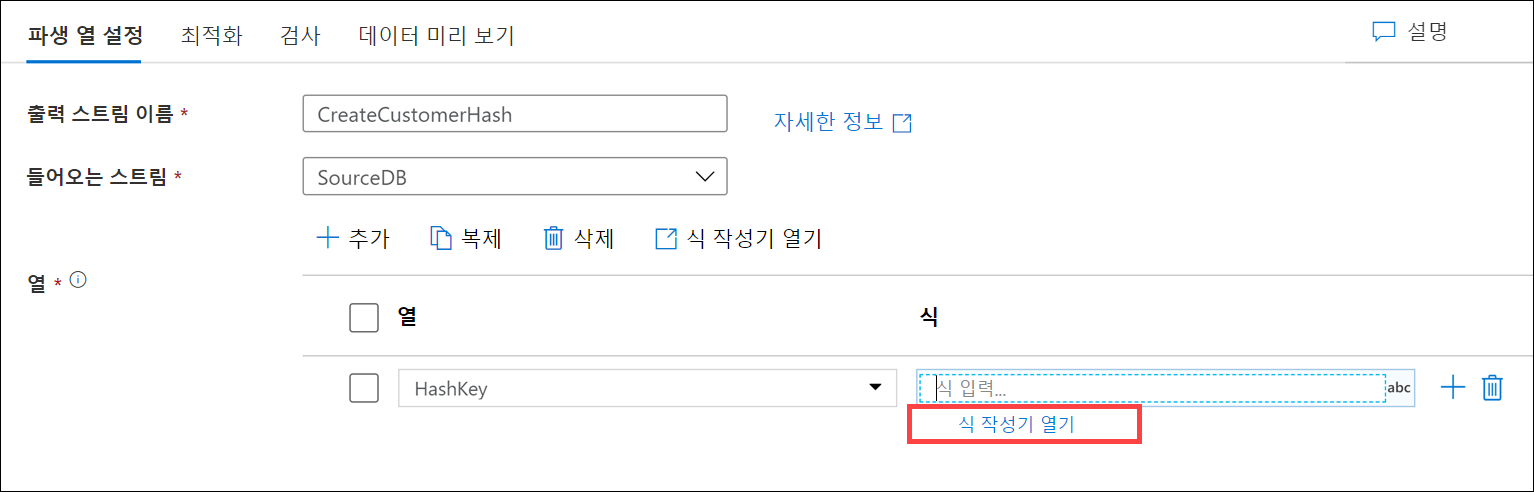 파생 열 설정 최적화 검사 데이터 미리 보기 설명
출력 스트림 이름 * CreateCustomerHash 자세한 정보
들어오는 스트림 * SourceDB
추가 복제 삭제 식 작성기 열기
열 *
열 식
HashKey 식 입력... abc
식 작성기 열기